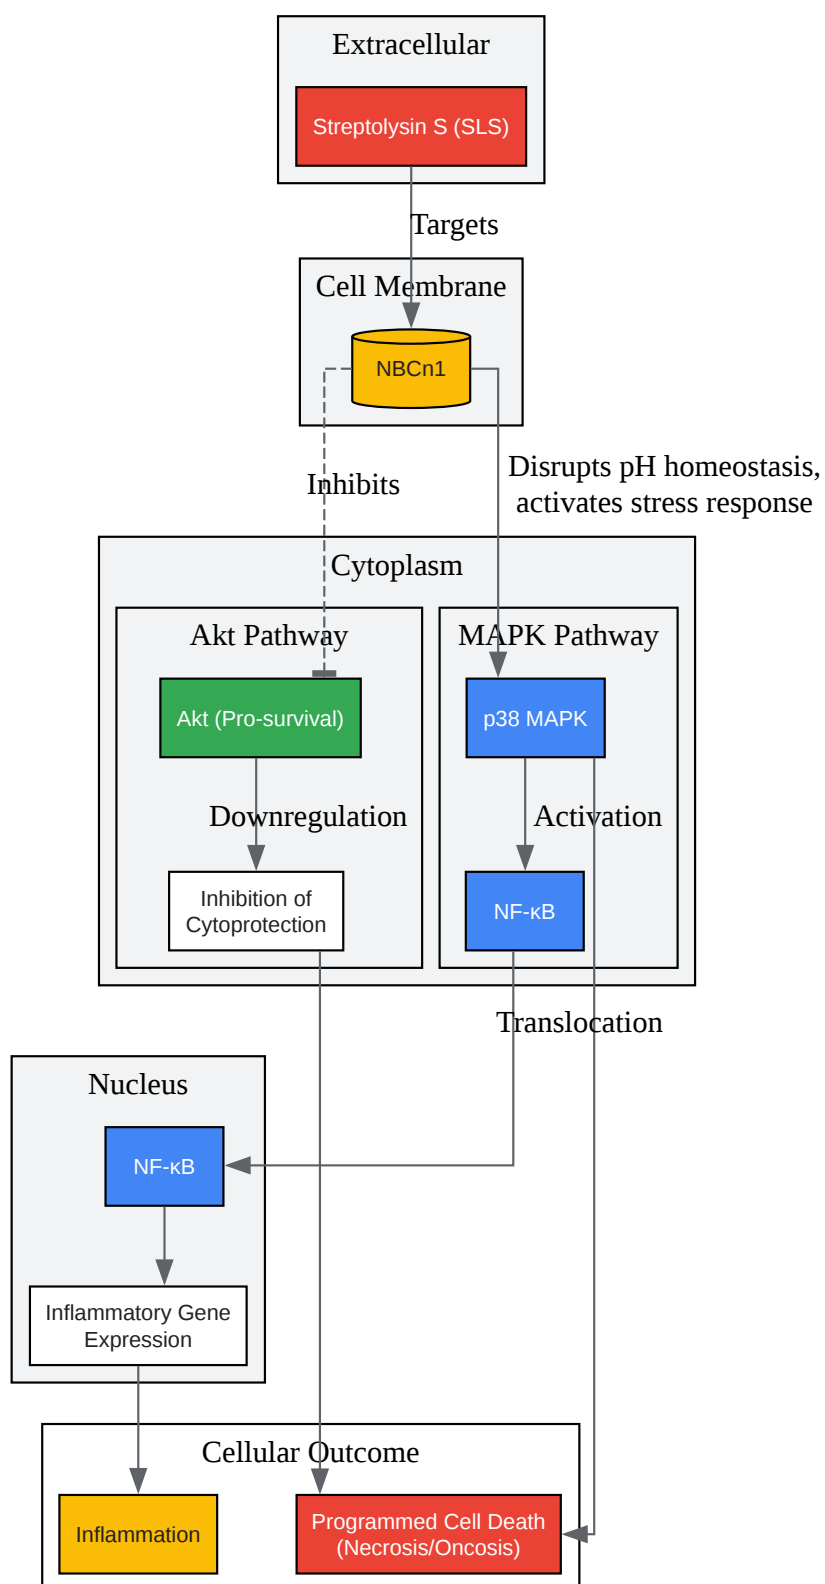 Extracellular
Streptolysin S (SLS)
Targets
Cell Membrane
NBCn1
Inhibits
Disrupts pH homeostasis,
activates stress response
Cytoplasm
Akt Pathway
MAPK Pathway
Akt (Pro-survival)
p38 MAPK
Downregulation
Activation
Inhibition of
Cytoprotection
NF-κB
Translocation
Nucleus
NF-κB
Inflammatory Gene
Expression
Cellular Outcome
Inflammation
Programmed Cell Death
(Necrosis/Oncosis)